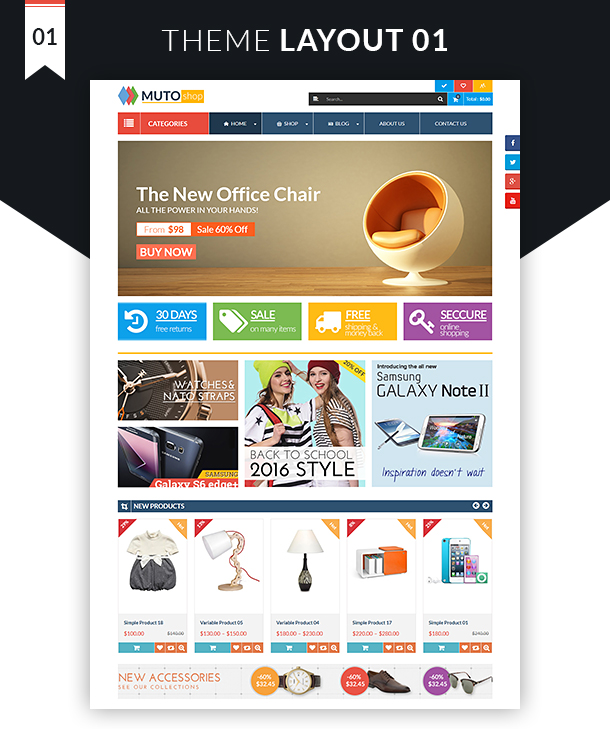 01
THEME LAYOUT 01
MUTO shop
Search...
Total: $0.00
CATEGORIES
HOME
SHOP
BLOG
ABOUT US
CONTACT US
The New Office Chair
ALL THE POWER IN YOUR HANDS!
From $98 Sale 60% Off
BUY NOW
30 DAYS
free returns
SALE
on many items
FREE
shipping &
money back
SECCURE
online
shopping
WATCHES &
NATO STRAPS
SAMSUNG
Galaxy S6 edge+
20% OFF
BACK TO SCHOOL
2016 STYLE
Introducing the all new
Samsung
GALAXY Note II
Inspiration doesn't wait
NEW PRODUCTS
Hot
Hot
Hot
Simple Product 18
$100.00 $140.00
Variable Product 05
$130.00 – $150.00
Variable Product 04
$180.00 – $230.00
Simple Product 17
$220.00 – $280.00
Simple Product 01
$180.00 $240.00
NEW ACCESSORIES
SEE OUR COLLECTIONS
-60%
$32.45
-60%
$32.45
-60%
$32.45